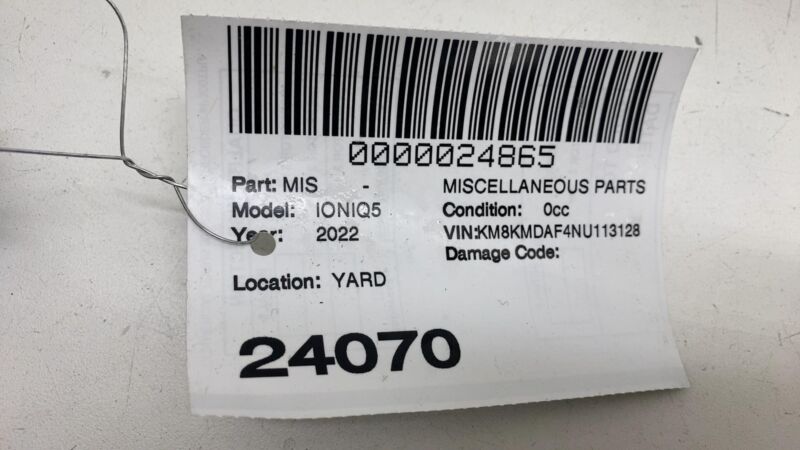 0000024865
Part: MIS - MISCELLANEOUS PARTS
Model: IONIQ5 Condition: 0cc
Year: 2022 VIN:KM8KMDAF4NU113128
Damage Code:
Location: YARD
24070